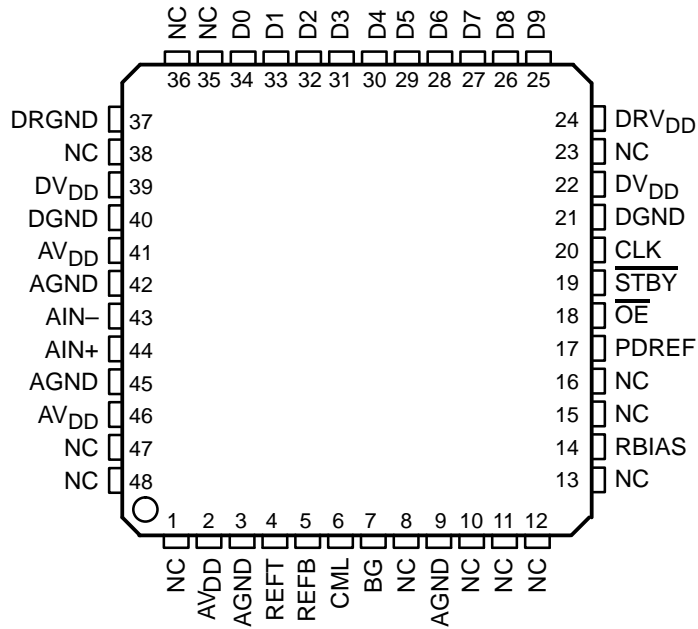 NC NC D0 D1 D2 D3 D4 D5 D6 D7 D8 D9
36 35 34 33 32 31 30 29 28 27 26 25
DRGND 37 24 DRVDD
NC 38 23 NC
DVDD 39 22 DVDD
DGND 40 21 DGND
AVDD 41 20 CLK
AGND 42 19 STBY
AIN– 43 18 OE
AIN+ 44 17 PDREF
AGND 45 16 NC
AVDD 46 15 NC
NC 47 14 RBIAS
NC 48 13 NC
1 2 3 4 5 6 7 8 9 10 11 12
NC AVDD AGND REFT REFB CML BG NC AGND NC NC NC